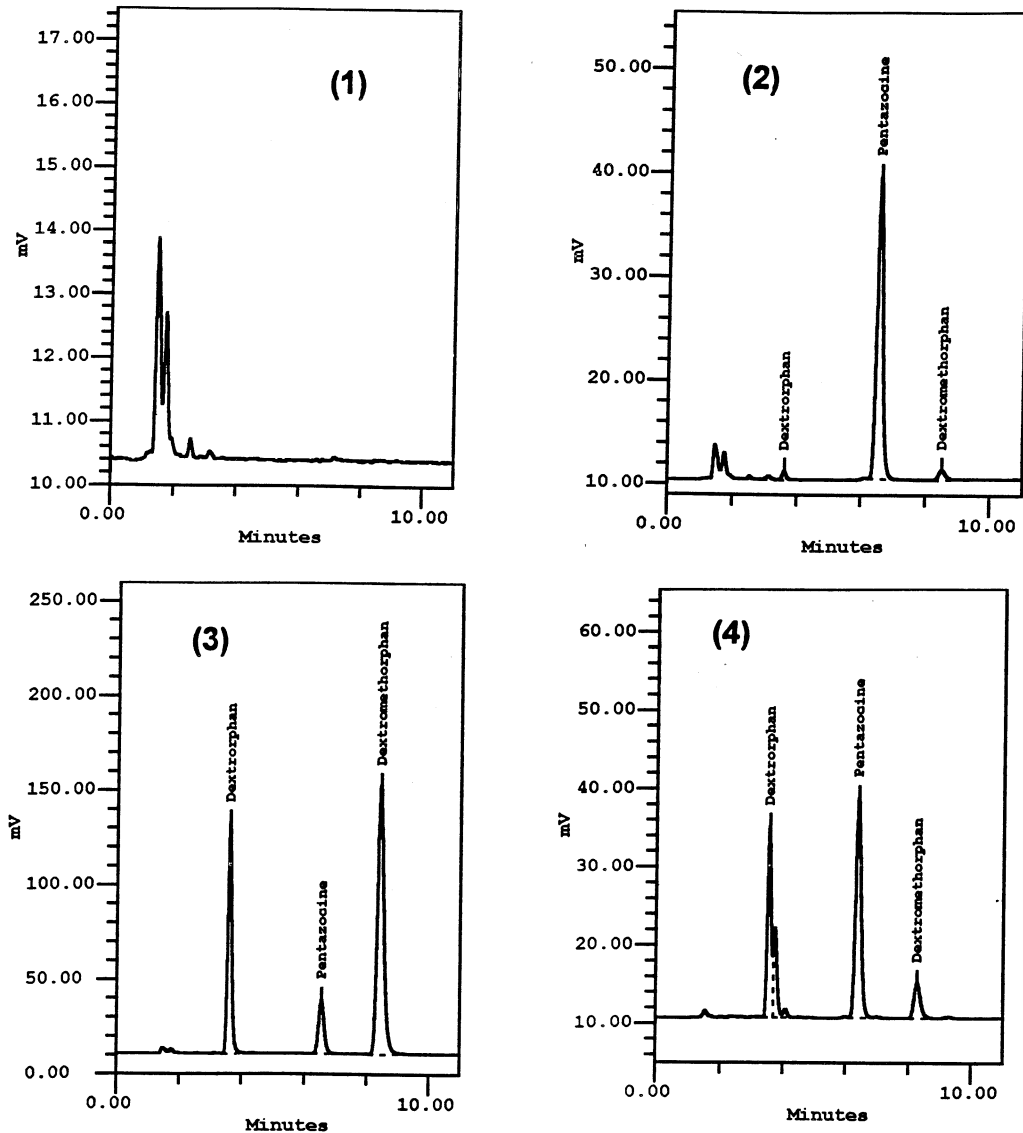 (1)
17.00
16.00
15.00
14.00
mV
13.00
12.00
11.00
10.00
0.00
10.00
Minutes
(2)
50.00
Pentazocine
40.00
mV
30.00
Dextrorphan
Dextromethorphan
20.00
10.00
0.00
10.00
Minutes
(3)
250.00
Dextromethorphan
200.00
Dextrorphan
150.00
mV
Pentazocine
100.00
50.00
0.00
0.00
10.00
Minutes
(4)
60.00
Dextrorphan
Pentazocine
50.00
40.00
mV
Dextromethorphan
30.00
20.00
10.00
0.00
10.00
Minutes